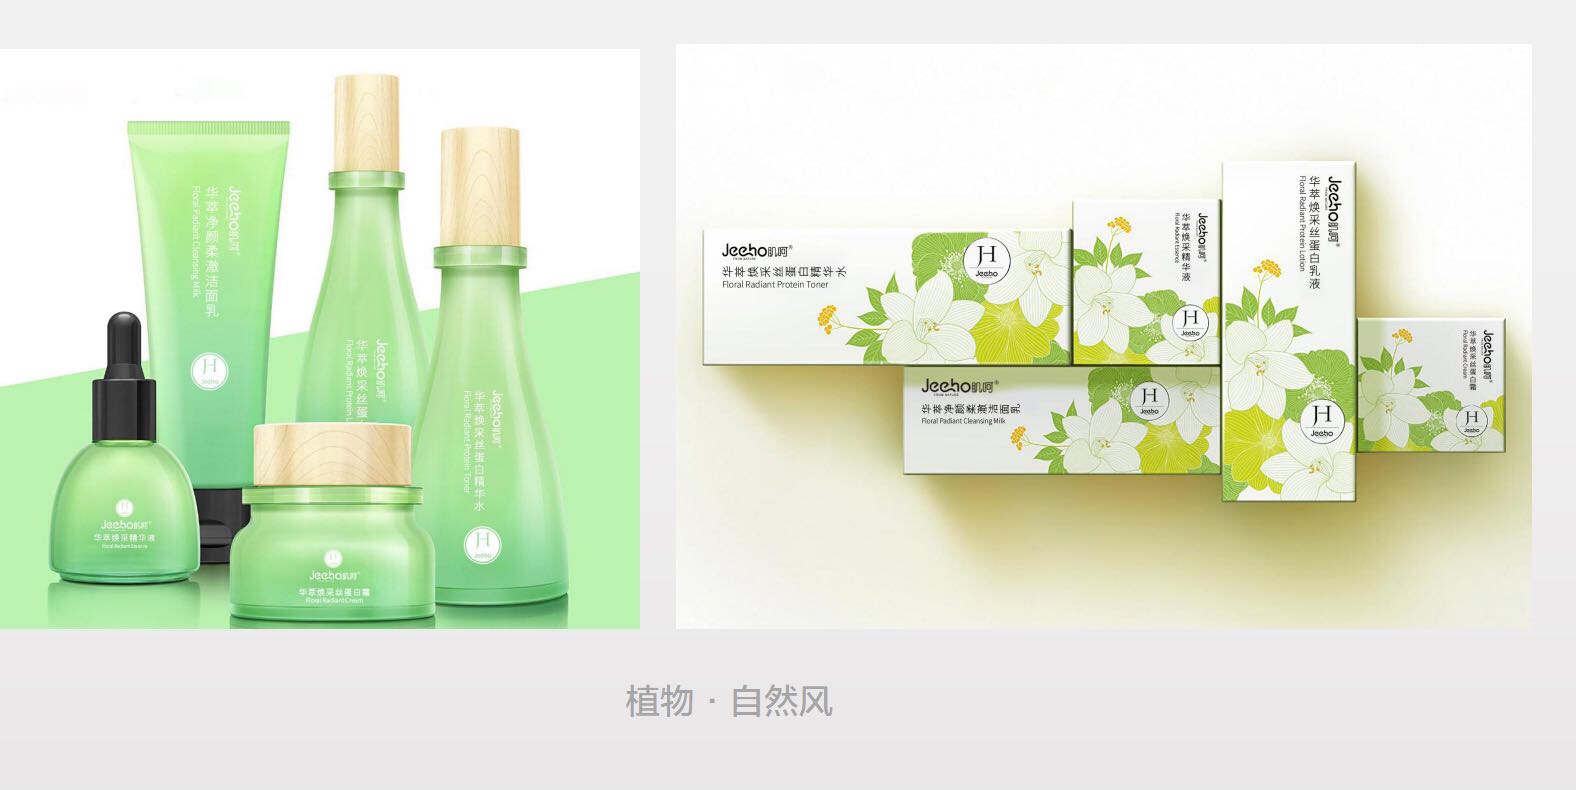 Jeeho肌呵®
华萃净颜柔澈洁面乳
Floral Padiant Cleansing Milk
JH
Jeeho
Jeeho肌呵
华萃焕采丝蛋
Floral Radiant Protein L
Jeeho肌呵
华萃焕采丝蛋白精华水
Floral Radiant Protein Toner
JH
Jeeho
JH
Jeeho肌呵®
华萃焕采精华液
Floral Radiant Essence
JH
Jeeho肌呵®
华萃焕采丝蛋白霜
Floral Radiant Cream
Jeeho肌呵®
FROM NATURE
华萃焕采丝蛋白精华水
Floral Radiant Protein Toner
JH
Jeeho
Jeeho肌呵®
华萃焕采精华液
Floral Radiant Essence
JH
Jeeho
Jeeho肌呵®
华萃焕采丝蛋白乳液
Floral Radiant Protein Lotion
JH
Jeeho
Jeeho肌呵®
华萃焕采丝蛋白霜
Floral Radiant Cream
JH
Jeeho
Jeeho肌呵®
FROM NATURE
华萃净颜柔澈洁面乳
Floral Padiant Cleansing Milk
JH
Jeeho
植物·自然风